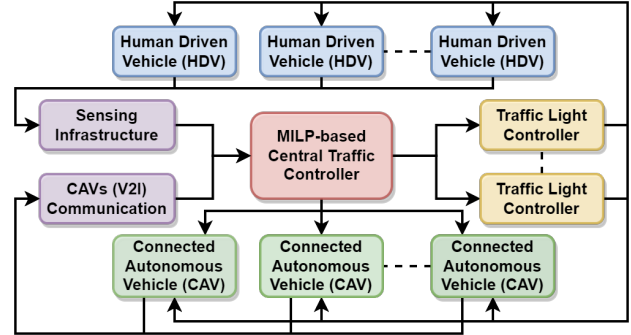 Human Driven
Vehicle (HDV)
Human Driven
Vehicle (HDV)
Human Driven
Vehicle (HDV)
Sensing
Infrastructure
MILP-based
Central Traffic
Controller
Traffic Light
Controller
CAVs (V2I)
Communication
Traffic Light
Controller
Connected
Autonomous
Vehicle (CAV)
Connected
Autonomous
Vehicle (CAV)
Connected
Autonomous
Vehicle (CAV)